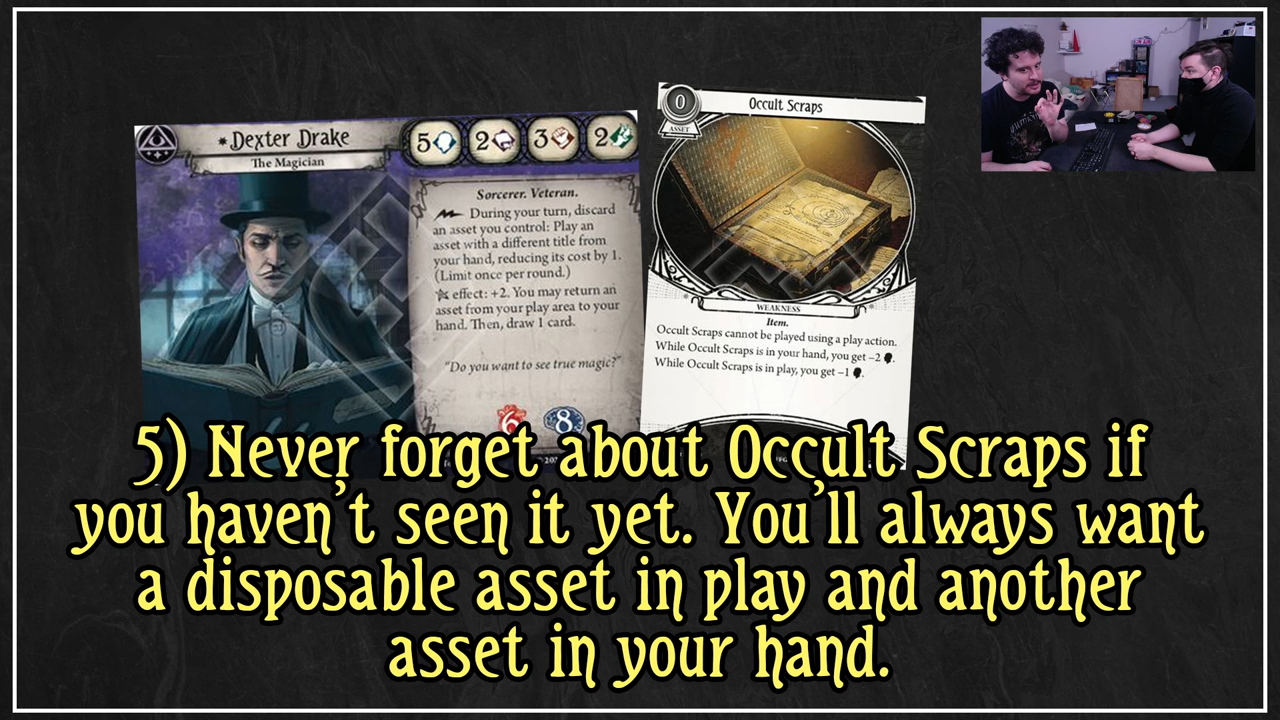 *Dexter Drake
The Magician
5
2
3
2
Sorcerer. Veteran.
During your turn, discard
an asset you control: Play an
asset with a different title from
your hand, reducing its cost by 1.
(Limit once per round.)
effect: +2. You may return an
asset from your play area to your
hand. Then, draw 1 card.
"Do you want to see true magic?"
6
8
0
ASSET
Occult Scraps
WEAKNESS
Item.
Occult Scraps cannot be played using a play action.
While Occult Scraps is in your hand, you get -2
While Occult Scraps is in play, you get -1
5) Never forget about Occult Scraps if
you haven't seen it yet. You'll always want
a disposable asset in play and another
asset in your hand.